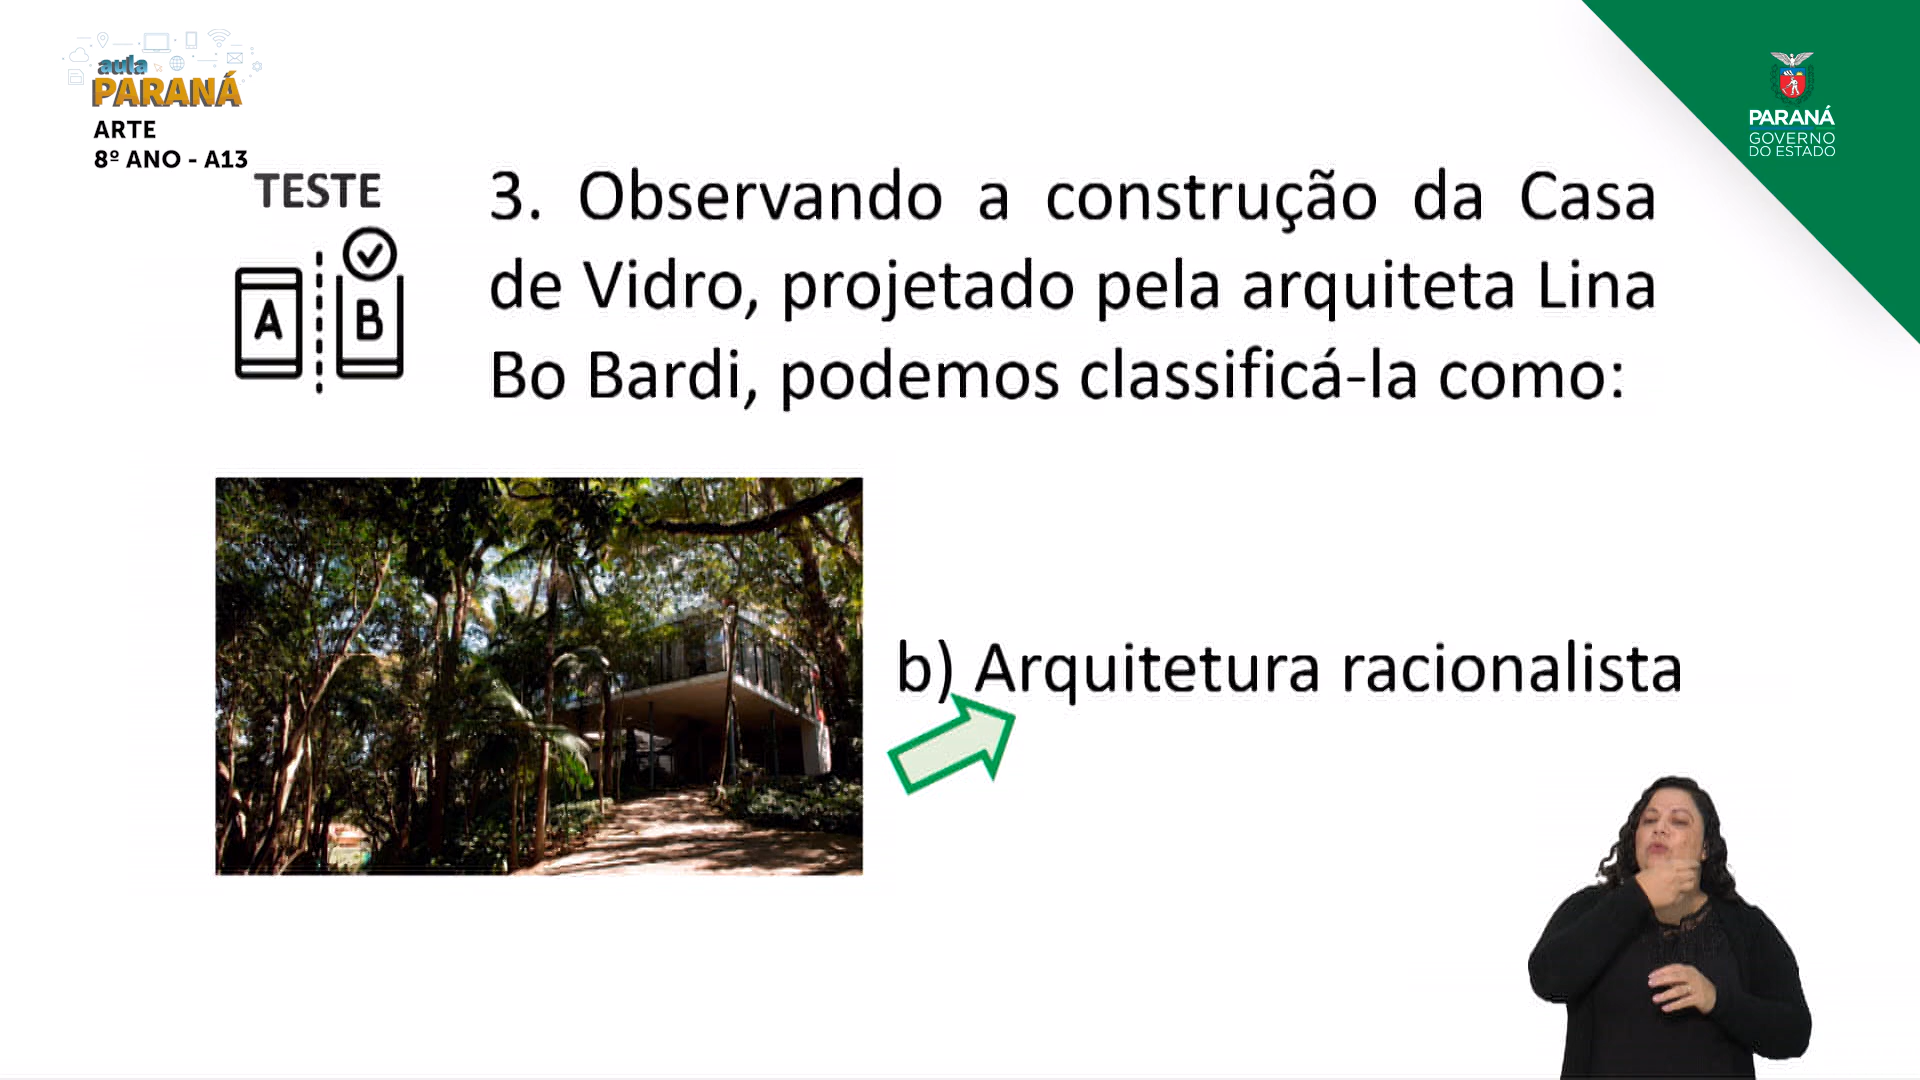 aula
PARANÁ
ARTE
8º ANO - A13
PARANÁ
GOVERNO
DO ESTADO
TESTE
A
B
3. Observando a construção da Casa
de Vidro, projetado pela arquiteta Lina
Bo Bardi, podemos classificá-la como:
b) Arquitetura racionalista